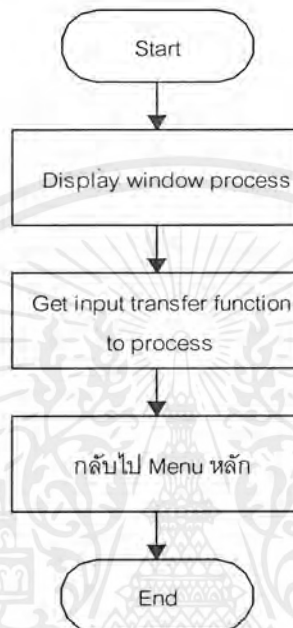 Start
Display window process
Get input transfer function
to process
กลับไป Menu หลัก
End